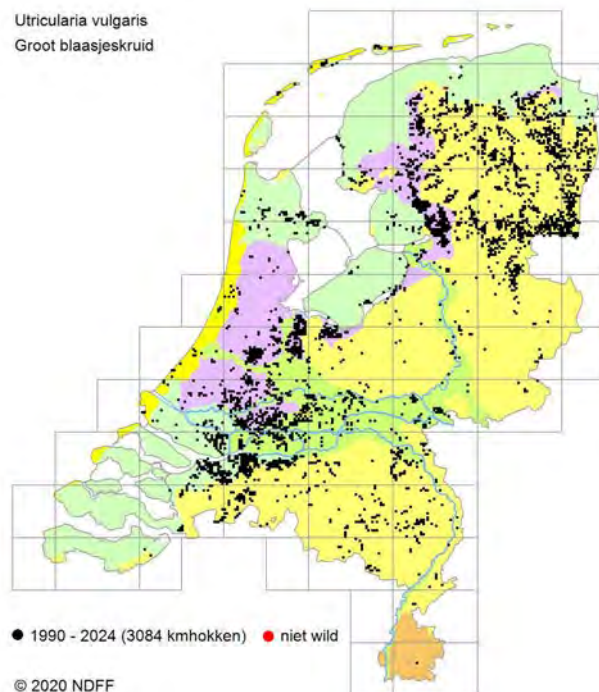 Utricularia vulgaris
Groot blaasjeskruid
● 1990 - 2024 (3084 kmhokken) ● niet wild
© 2020 NDFF